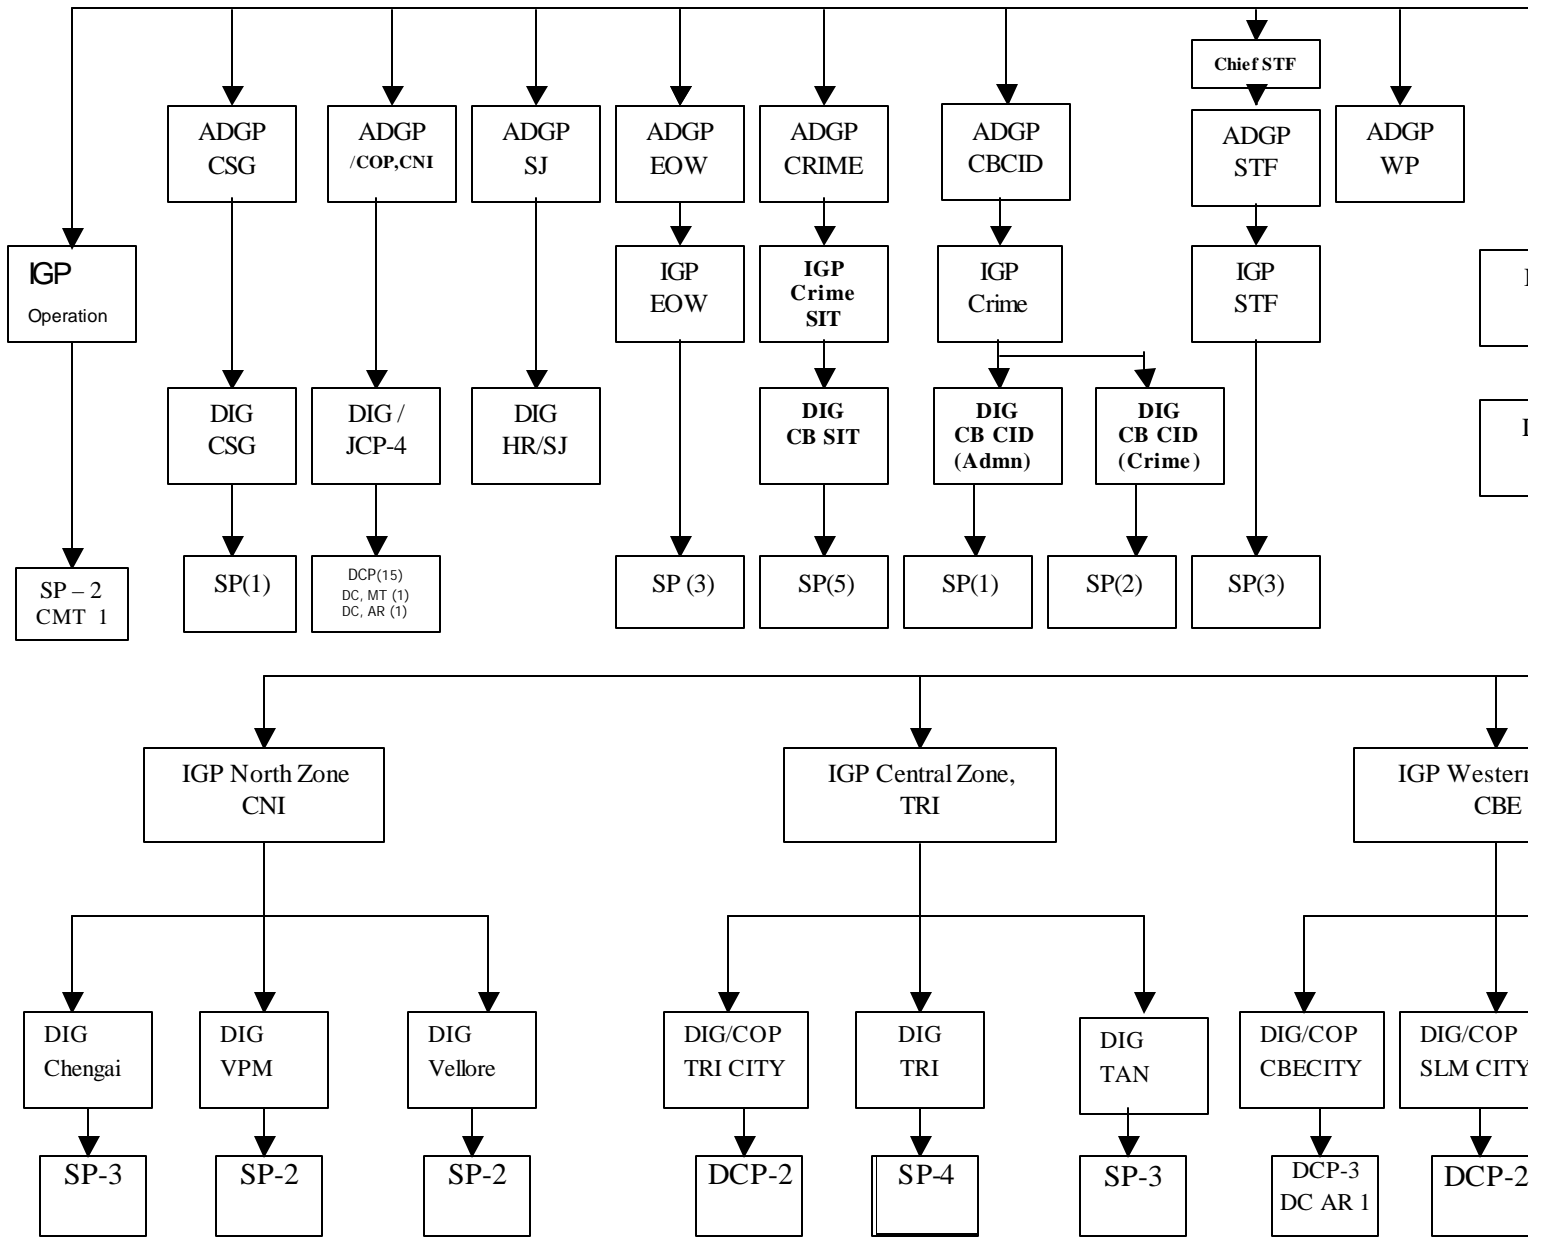 Chief STF
ADGP
CSG
ADGP
/COP,CNI
ADGP
SJ
ADGP
EOW
ADGP
CRIME
ADGP
CBCID
ADGP
STF
ADGP
WP
IGP
Operation
IGP
EOW
IGP
Crime
SIT
IGP
Crime
IGP
STF
DIG
CSG
DIG /
JCP-4
DIG
HR/SJ
DIG
CB SIT
DIG
CB CID
(Admn)
DIG
CB CID
(Crime)
SP – 2
CMT 1
SP(1)
DCP(15)
DC, MT (1)
DC, AR (1)
SP (3)
SP(5)
SP(1)
SP(2)
SP(3)
IGP North Zone
CNI
IGP Central Zone,
TRI
IGP Western
CBE
DIG
Chengai
DIG
VPM
DIG
Vellore
DIG/COP
TRI CITY
DIG
TRI
DIG
TAN
DIG/COP
CBECITY
DIG/COP
SLM CITY
SP-3
SP-2
SP-2
DCP-2
SP-4
SP-3
DCP-3
DC AR 1
DCP-2